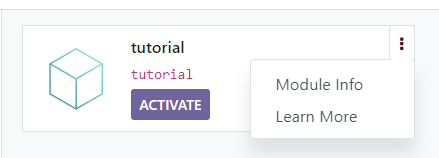 tutorial
tutorial
ACTIVATE
Module Info
Learn More